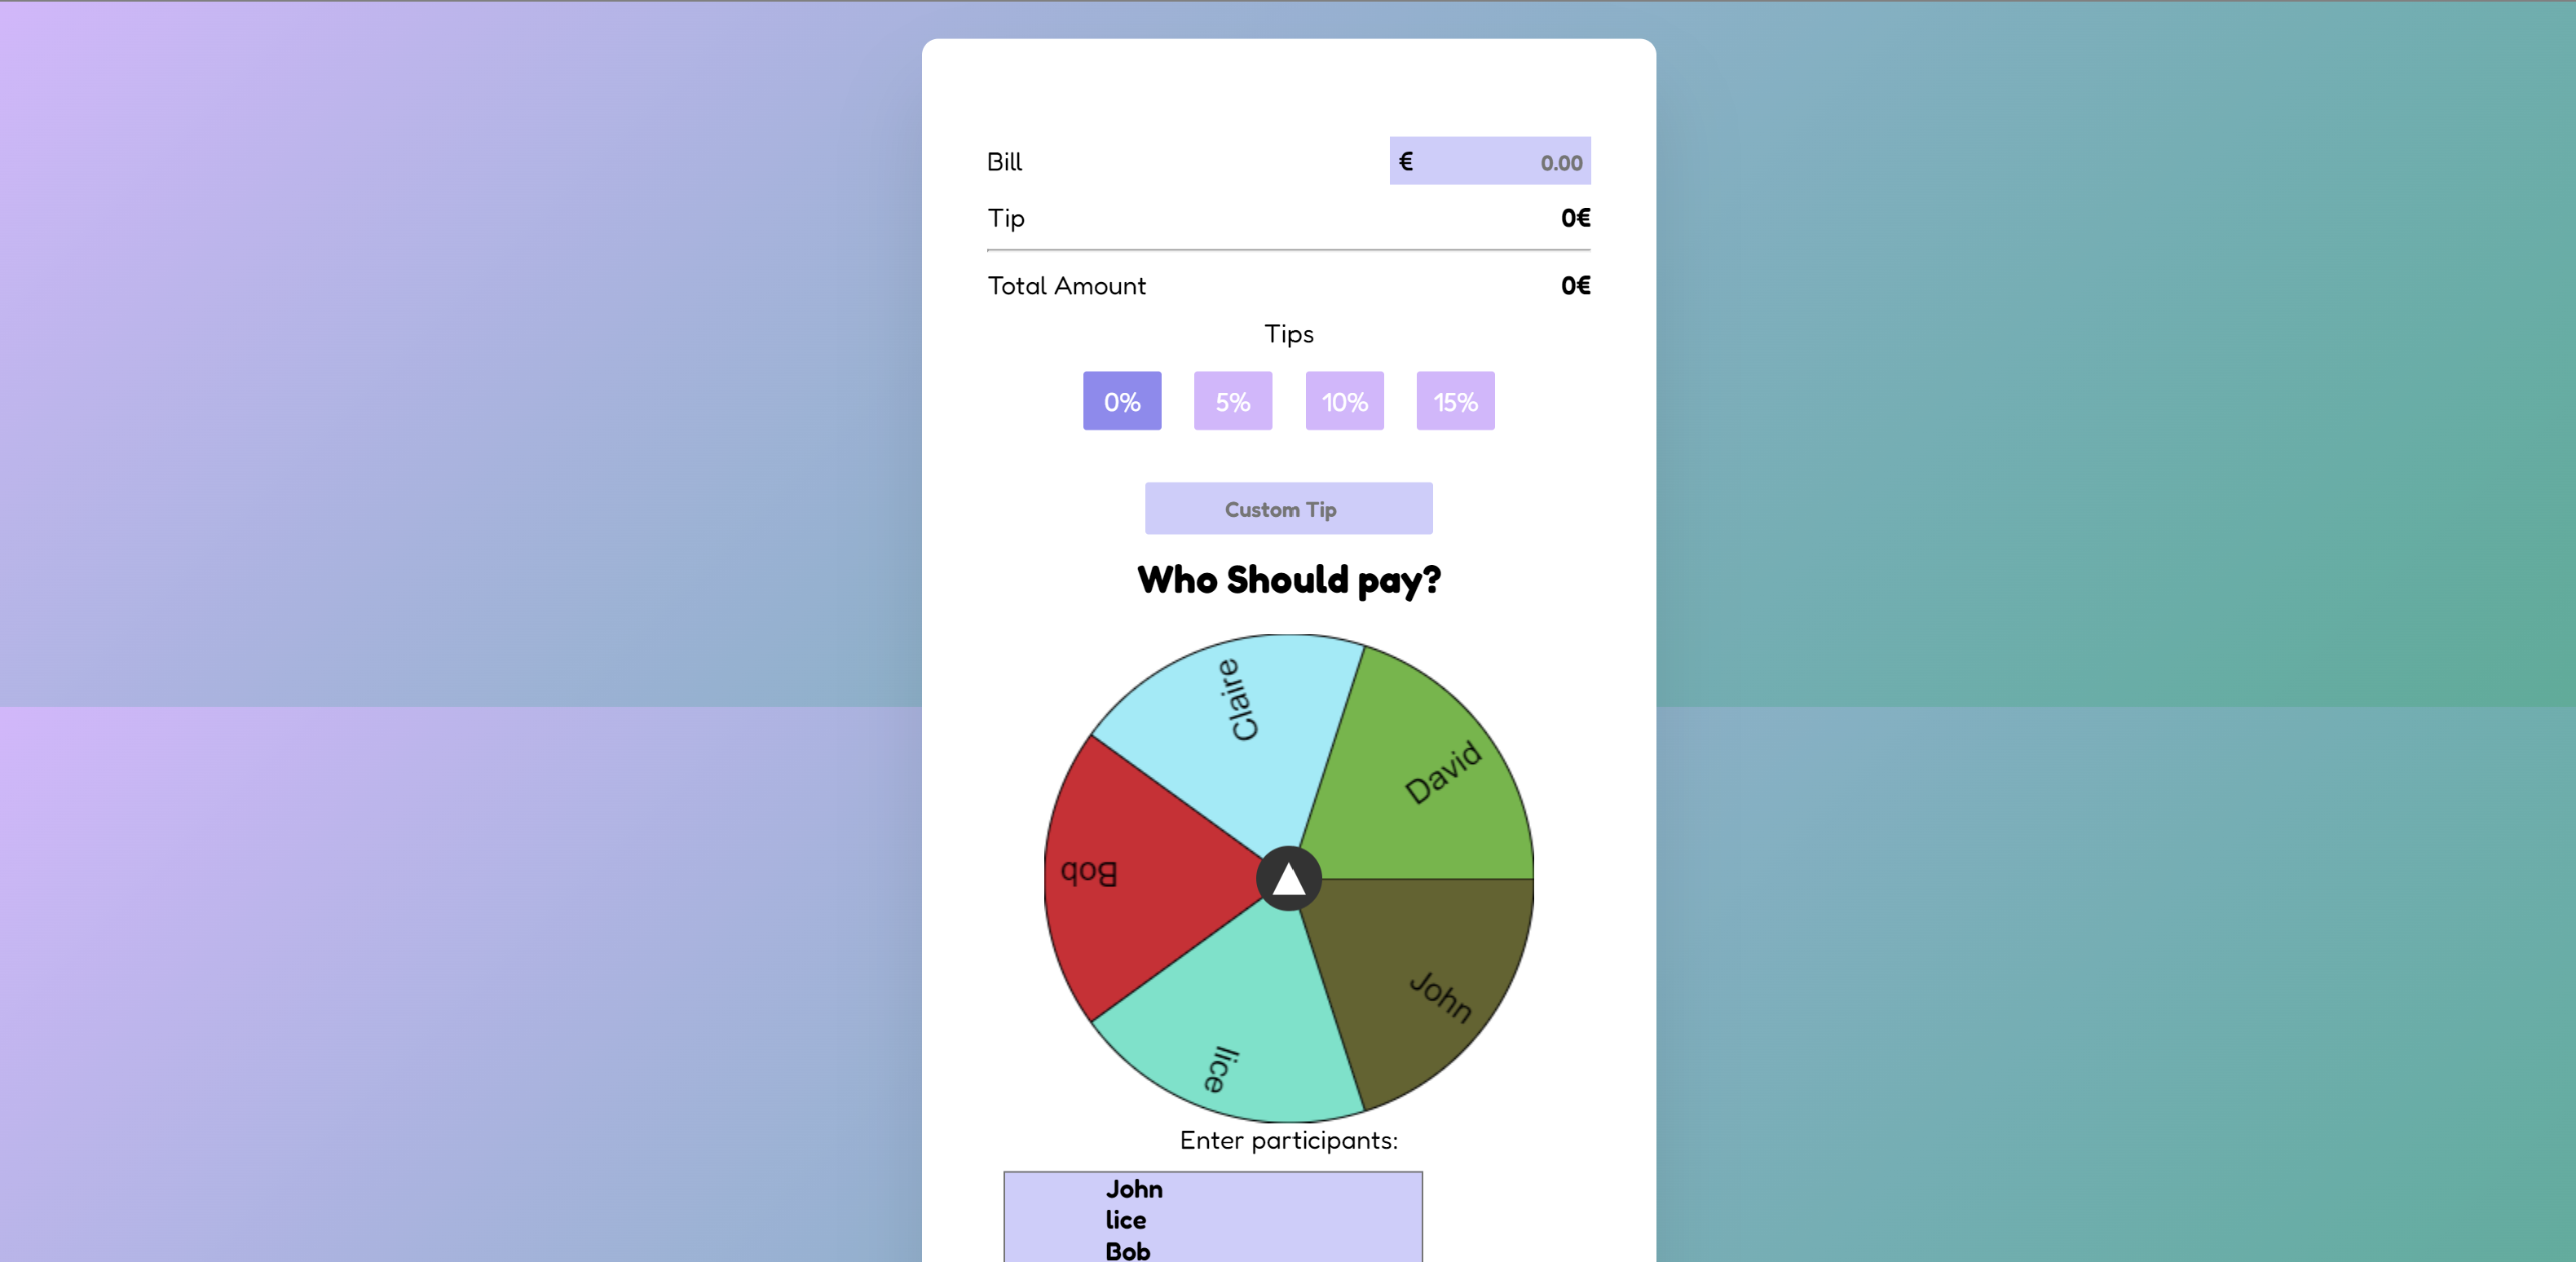 Bill
€ 0.00
Tip 0€
Total Amount 0€
Tips
0% 5% 10% 15%
Custom Tip
Who Should pay?
Claire
David
Bob
John
lice
Enter participants:
John
lice
Bob